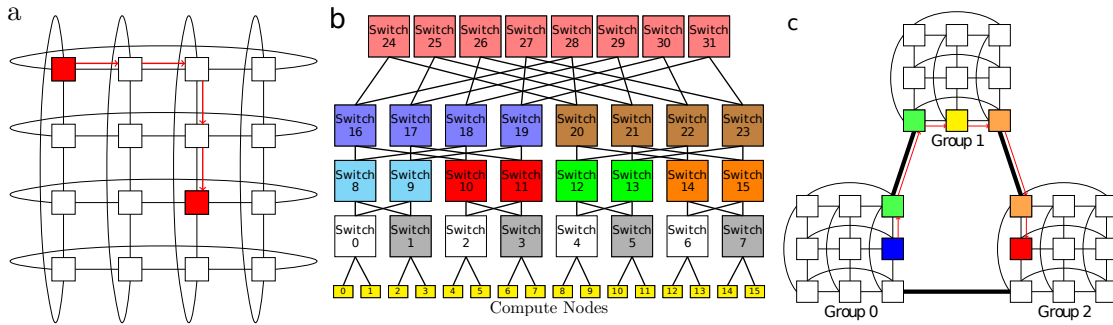 a
b
Switch 24 Switch 25 Switch 26 Switch 27 Switch 28 Switch 29 Switch 30 Switch 31
Switch 16 Switch 17 Switch 18 Switch 19 Switch 20 Switch 21 Switch 22 Switch 23
Switch 8 Switch 9 Switch 10 Switch 11 Switch 12 Switch 13 Switch 14 Switch 15
Switch 0 Switch 1 Switch 2 Switch 3 Switch 4 Switch 5 Switch 6 Switch 7
0 1 2 3 4 5 6 7 8 9 10 11 12 13 14 15
Compute Nodes
c
Group 1
Group 0
Group 2